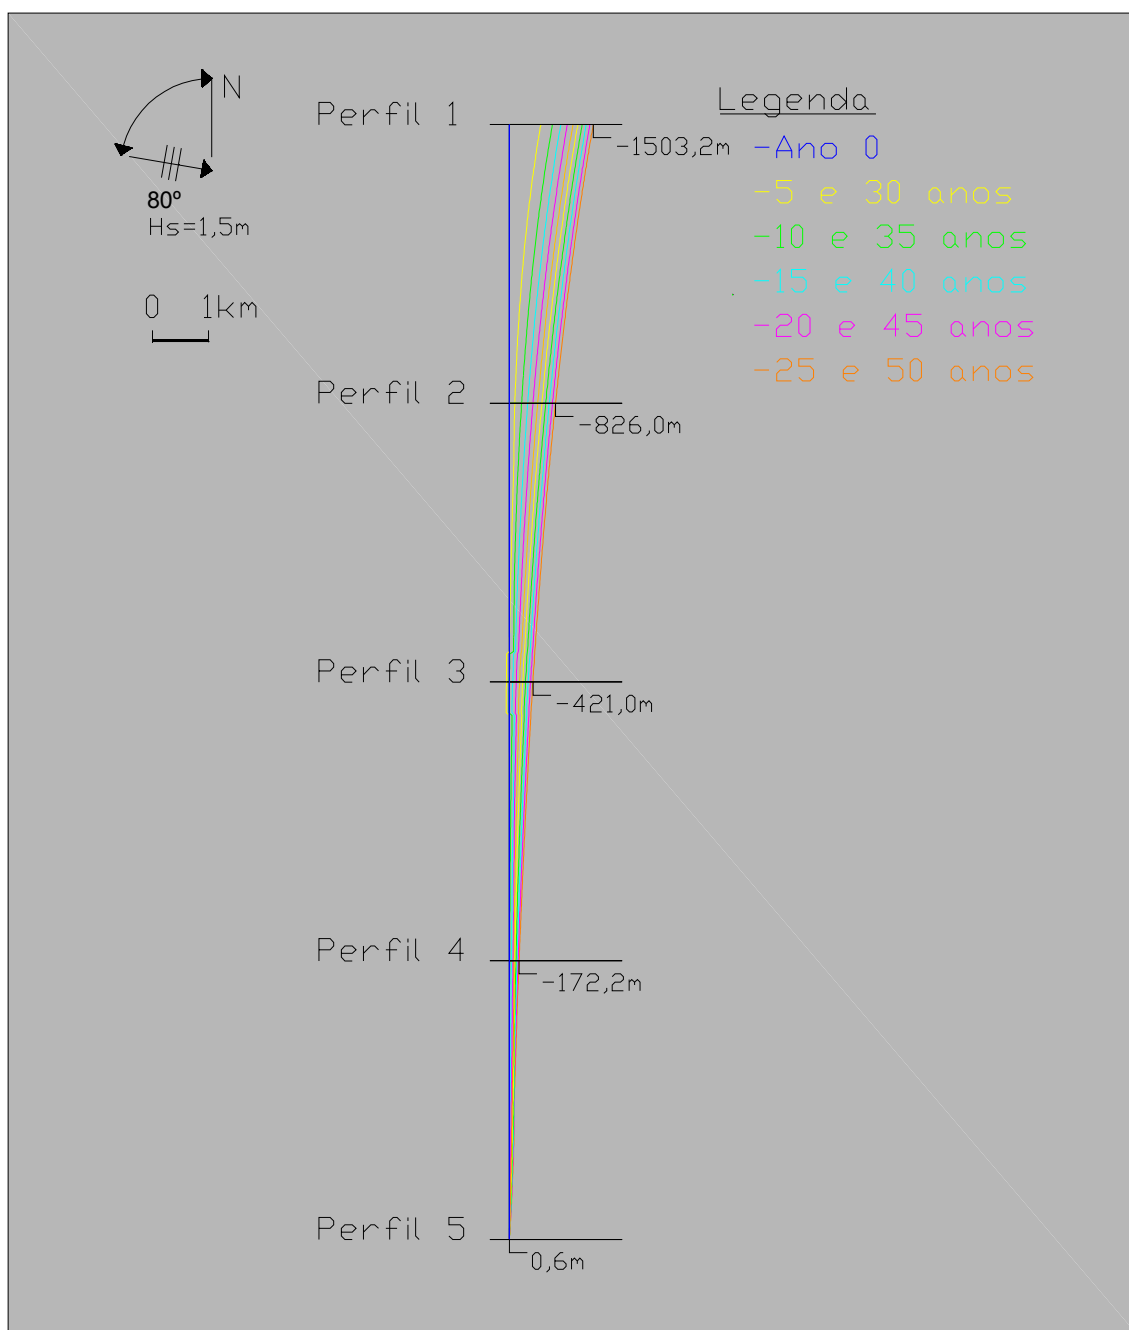 N
80º
Hs=1,5m
0 1km
Legenda
-Ano 0
-5 e 30 anos
-10 e 35 anos
-15 e 40 anos
-20 e 45 anos
-25 e 50 anos
Perfil 1
-1503,2m
Perfil 2
-826,0m
Perfil 3
-421,0m
Perfil 4
-172,2m
Perfil 5
0,6m